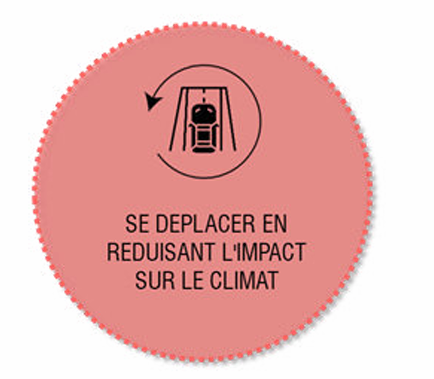 SE DEPLACER EN
REDUISANT L'IMPACT
SUR LE CLIMAT